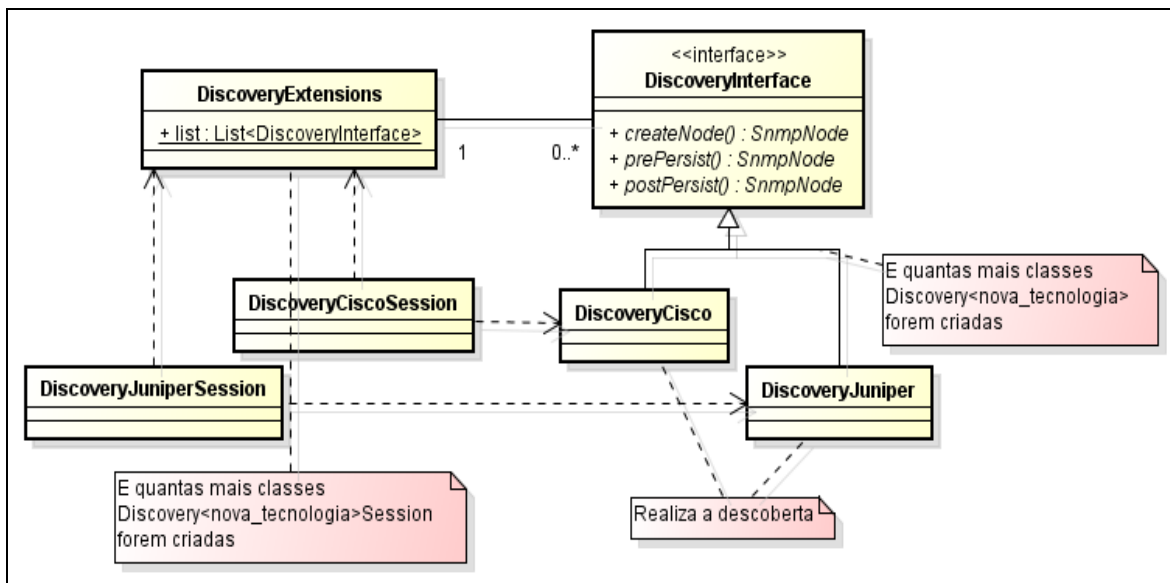 <<interface>>
DiscoveryInterface
+ createNode() : SnmpNode
+ prePersist() : SnmpNode
+ postPersist() : SnmpNode
DiscoveryExtensions
+ list : List<DiscoveryInterface>
1
0..*
E quantas mais classes
Discovery<nova_tecnologia>
forem criadas
DiscoveryCiscoSession
DiscoveryCisco
DiscoveryJuniperSession
DiscoveryJuniper
E quantas mais classes
Discovery<nova_tecnologia>Session
forem criadas
Realiza a descoberta